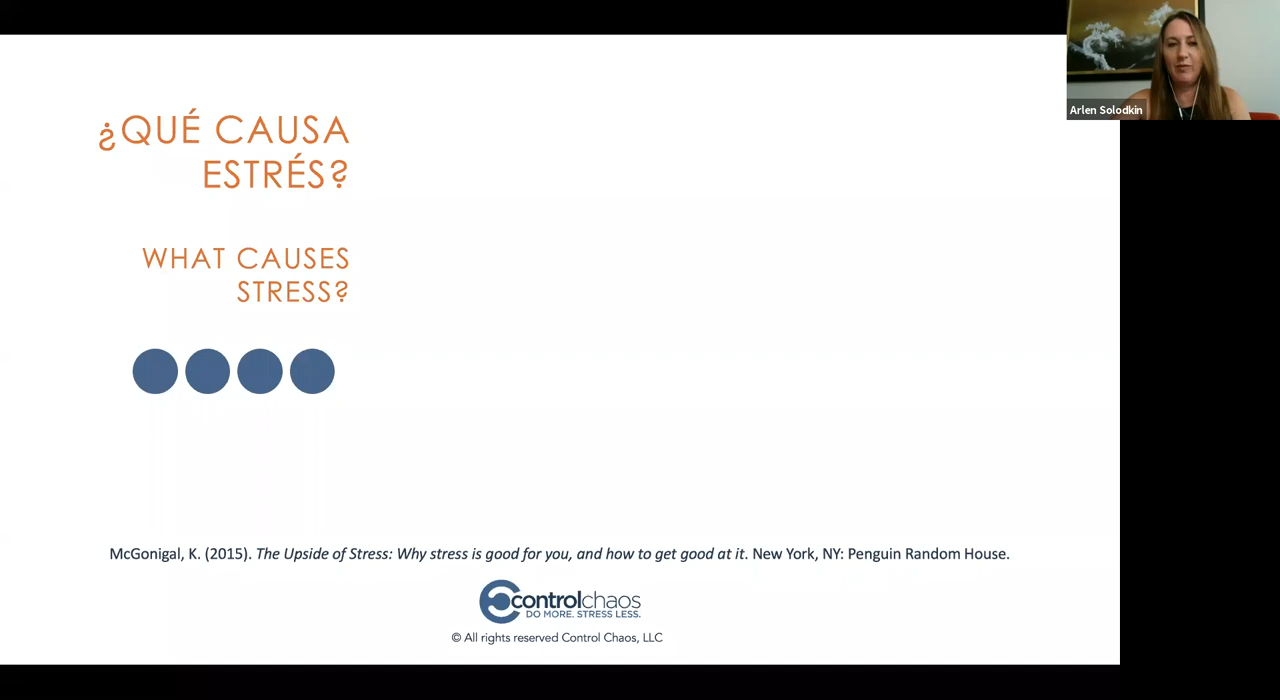 Arlen Solodkin
¿QUÉ CAUSA
ESTRÉS?
WHAT CAUSES
STRESS?
McGonigal, K. (2015). The Upside of Stress: Why stress is good for you, and how to get good at it. New York, NY: Penguin Random House.
controlchaos
DO MORE. STRESS LESS.
© All rights reserved Control Chaos, LLC